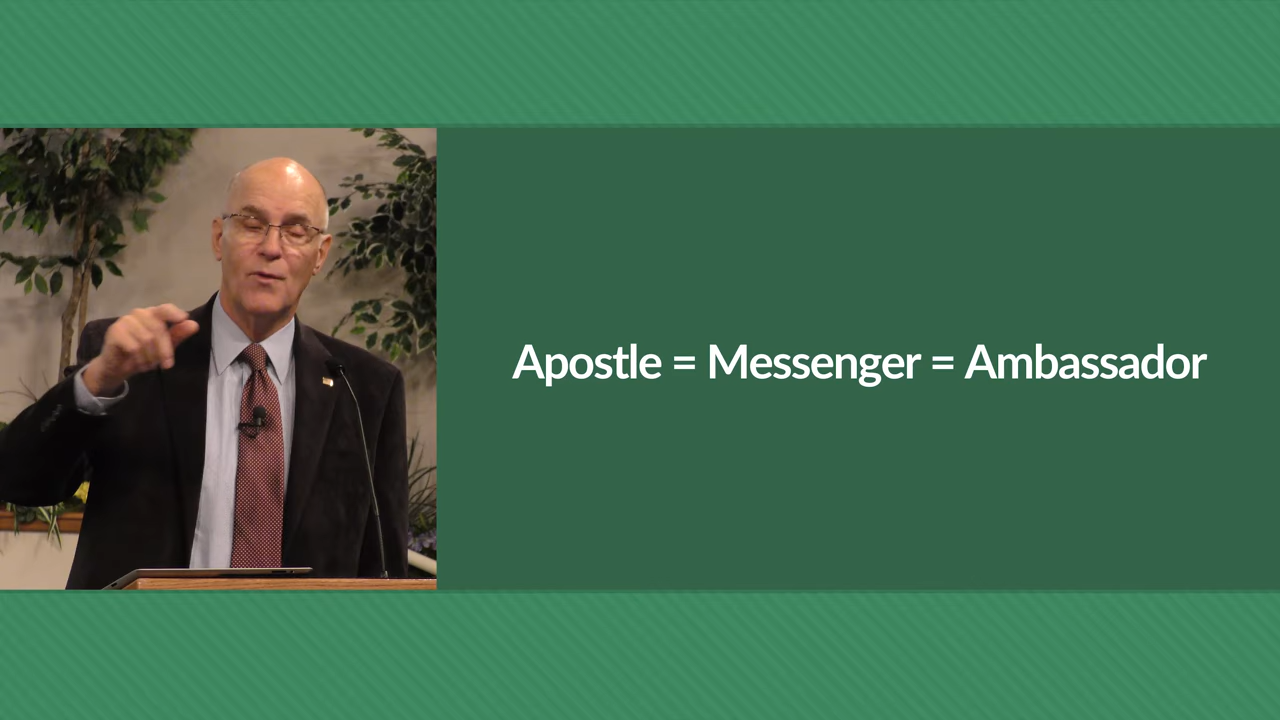 Apostle = Messenger = Ambassador